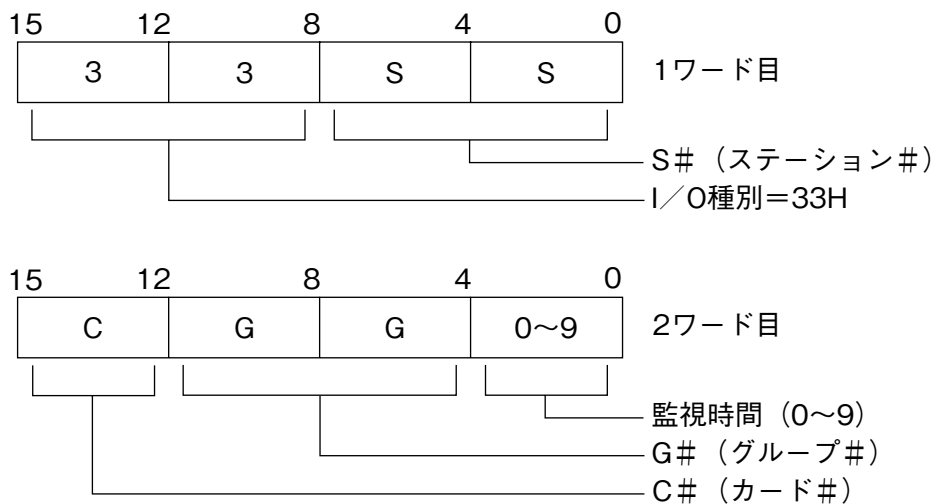 15 12 8 4 0
3 3 S S 1ワード目
S#（ステーション#）
I／O種別＝33H
15 12 8 4 0
C G G 0〜9 2ワード目
監視時間（0〜9）
G#（グループ#）
C#（カード#）